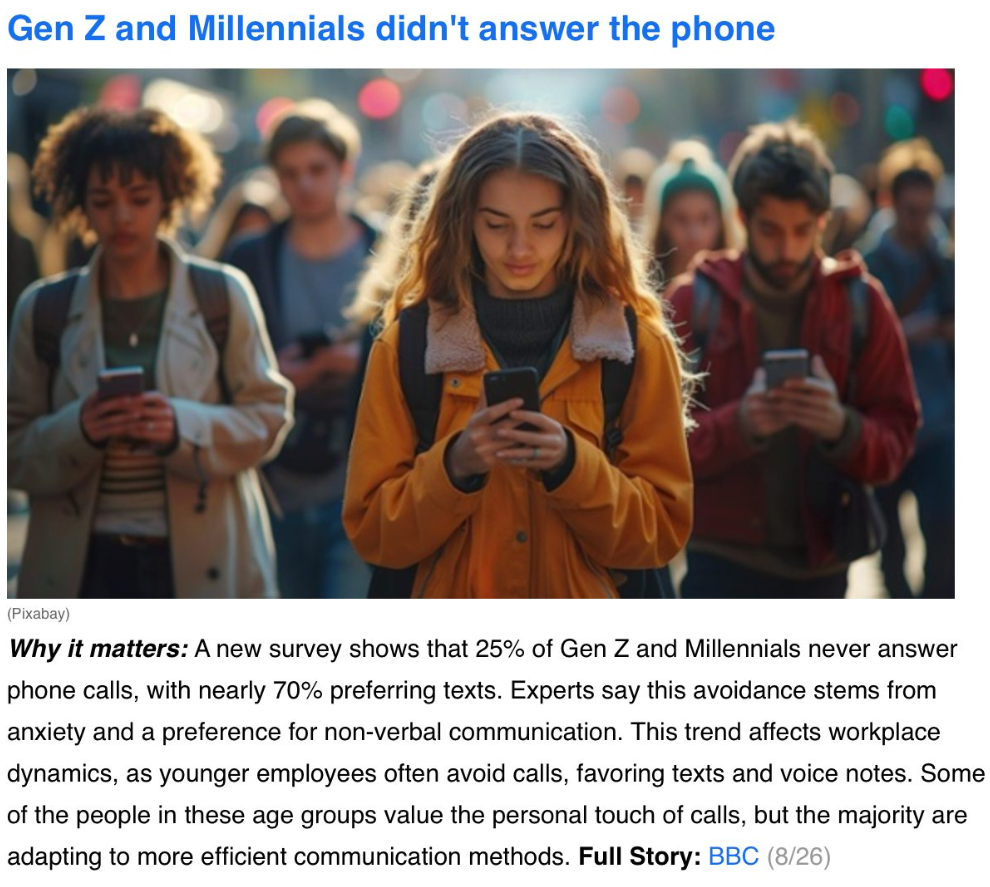 Gen Z and Millennials didn't answer the phone
(Pixabay)
Why it matters: A new survey shows that 25% of Gen Z and Millennials never answer
phone calls, with nearly 70% preferring texts. Experts say this avoidance stems from
anxiety and a preference for non-verbal communication. This trend affects workplace
dynamics, as younger employees often avoid calls, favoring texts and voice notes. Some
of the people in these age groups value the personal touch of calls, but the majority are
adapting to more efficient communication methods. Full Story: BBC (8/26)